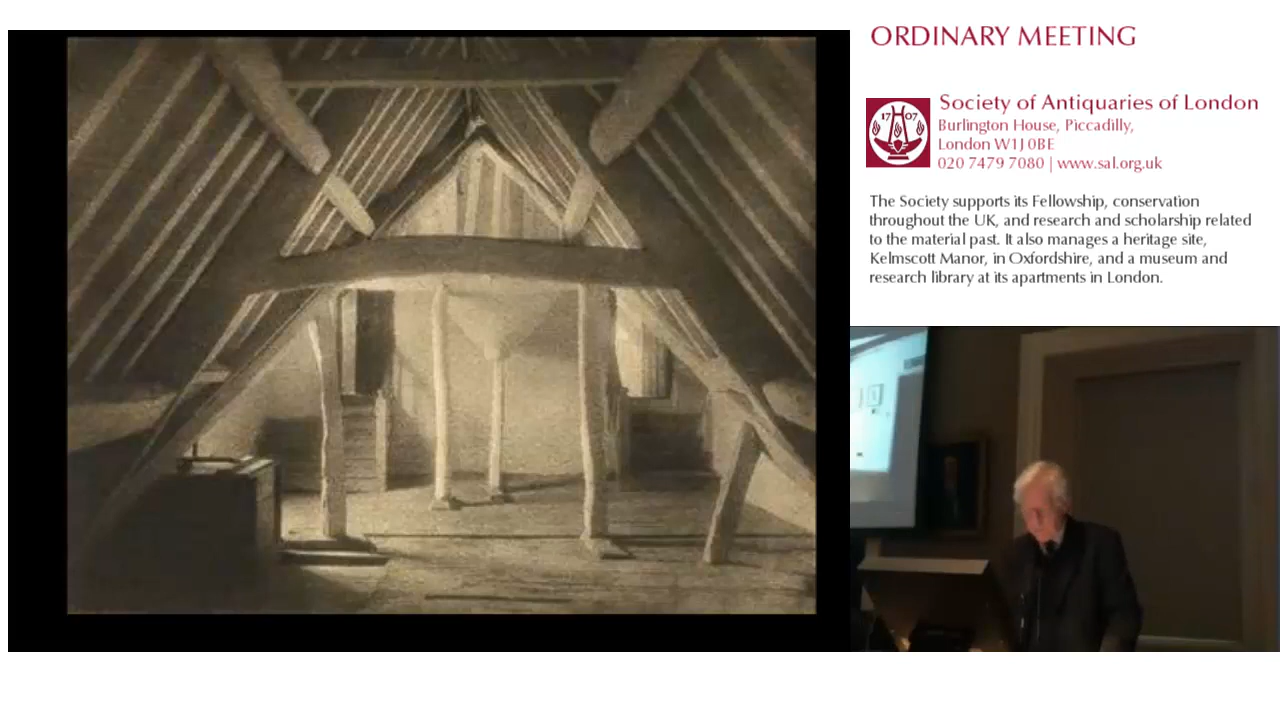 ORDINARY MEETING
Society of Antiquaries of London
Burlington House, Piccadilly,
London W1J 0BE
020 7479 7080 | www.sal.org.uk
1707
The Society supports its Fellowship, conservation
throughout the UK, and research and scholarship related
to the material past. It also manages a heritage site,
Kelmscott Manor, in Oxfordshire, and a museum and
research library at its apartments in London.